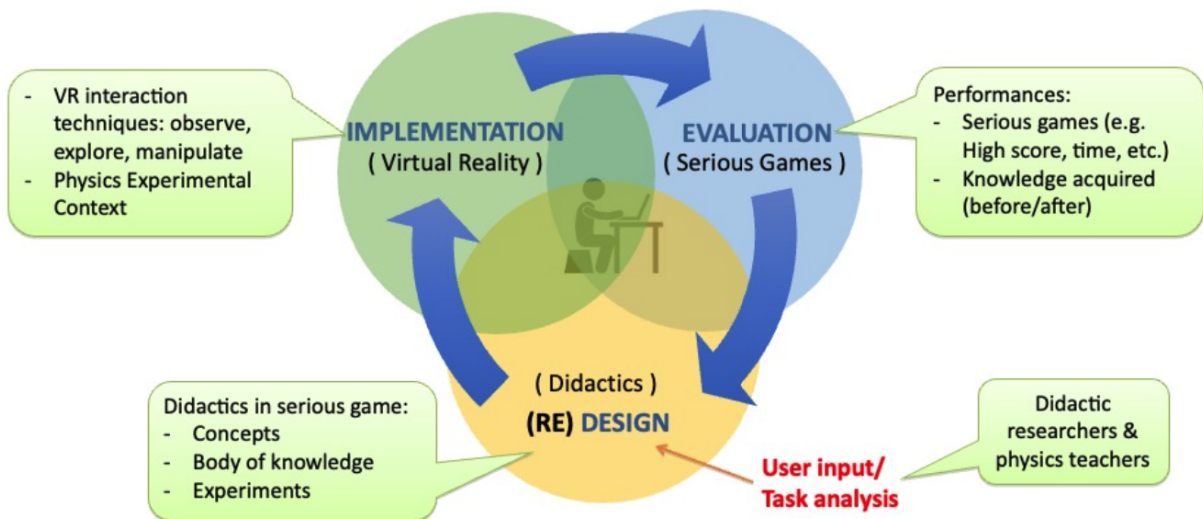 - VR interaction
techniques: observe,
explore, manipulate
- Physics Experimental
Context
IMPLEMENTATION
( Virtual Reality )
EVALUATION
( Serious Games )
Performances:
- Serious games (e.g.
High score, time, etc.)
- Knowledge acquired
(before/after)
Didactics in serious game:
- Concepts
- Body of knowledge
- Experiments
( Didactics )
(RE) DESIGN
User input/
Task analysis
Didactic
researchers &
physics teachers